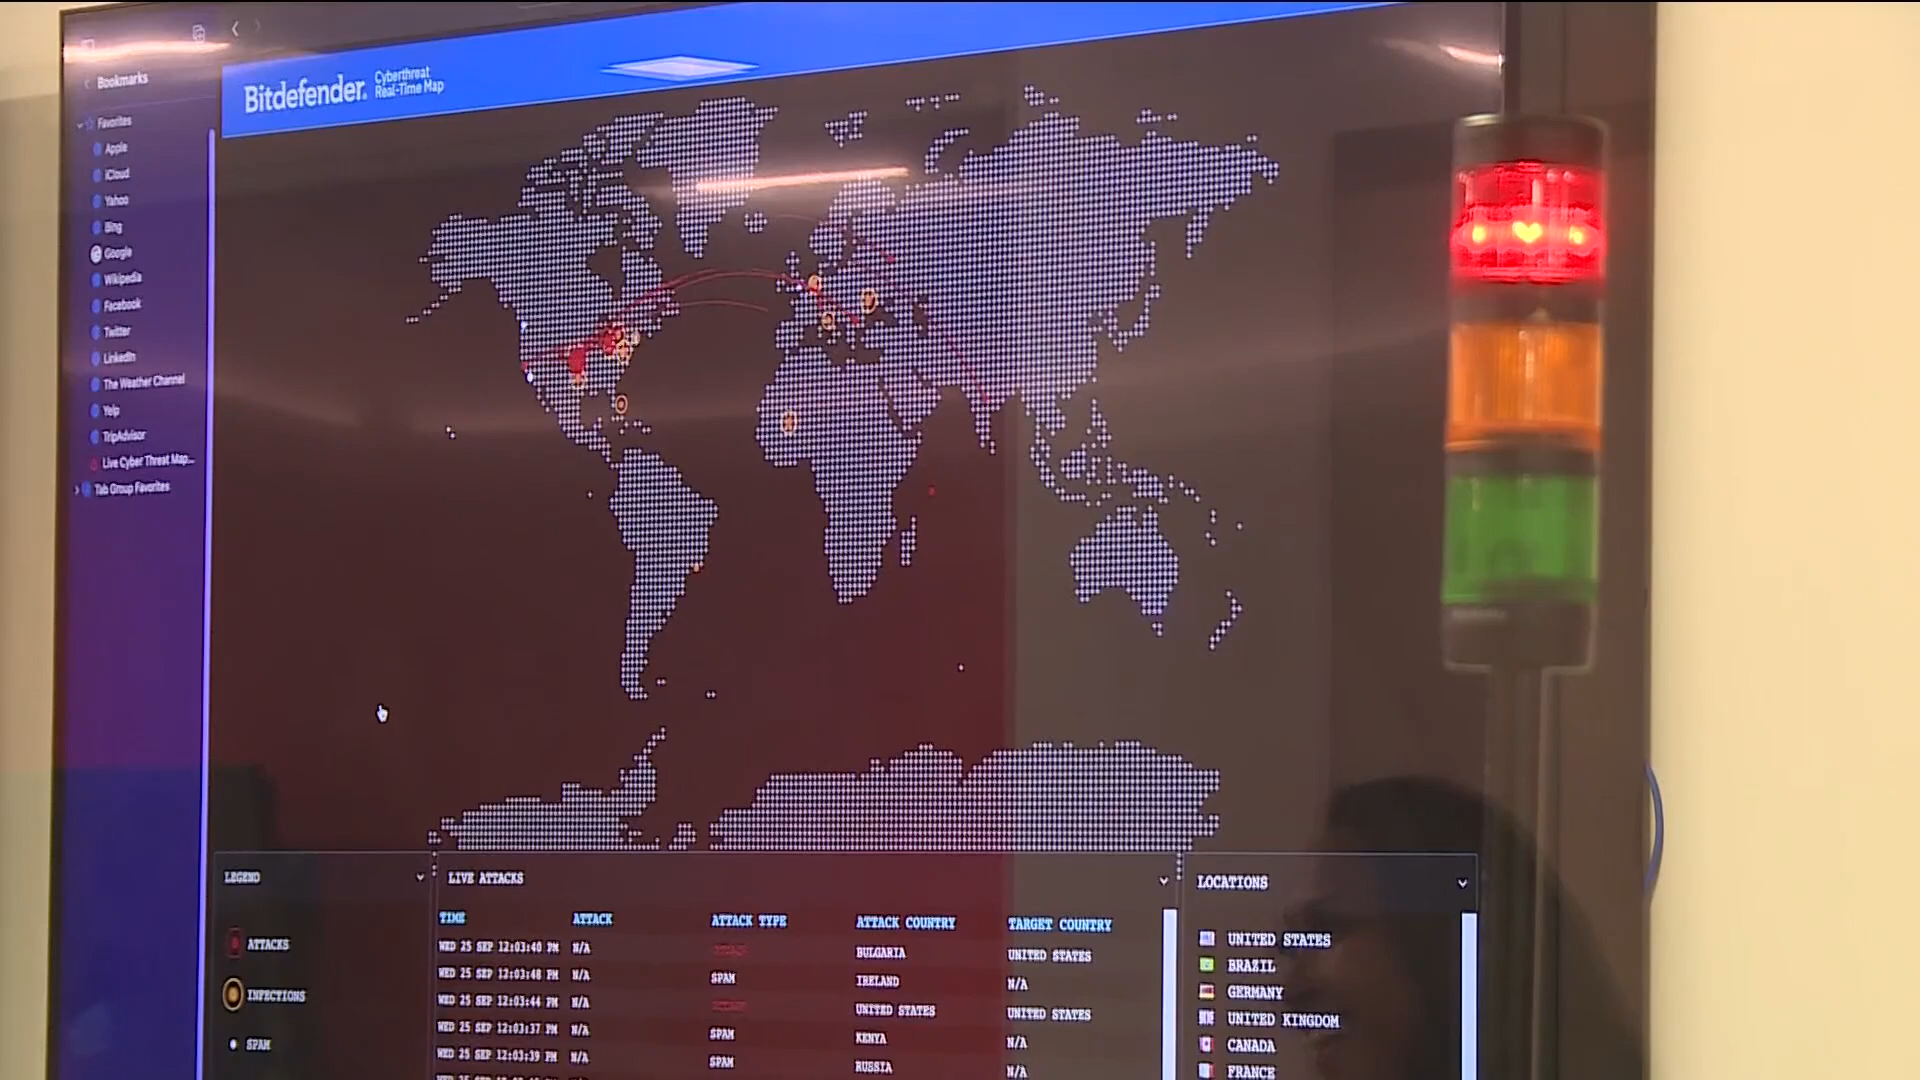 Bookmarks
Favorites
Apple
iCloud
Yahoo
Bing
Google
Wikipedia
Facebook
Twitter
LinkedIn
The Weather Channel
Yelp
TripAdvisor
Live Cyber Threat Map...
Tab Group Favorites
Bitdefender.
Cyberthreat
Real-Time Map
LEGEND
ATTACKS
INFECTIONS
SPAM
LIVE ATTACKS
TIME ATTACK ATTACK TYPE ATTACK COUNTRY TARGET COUNTRY
WED 25 SEP 12:03:40 PM N/A BULGARIA UNITED STATES
WED 25 SEP 12:03:48 PM N/A SPAM IRELAND N/A
WED 25 SEP 12:03:44 PM N/A UNITED STATES UNITED STATES
WED 25 SEP 12:03:37 PM N/A SPAM KENYA N/A
WED 25 SEP 12:03:39 PM N/A SPAM RUSSIA N/A
LOCATIONS
UNITED STATES
BRAZIL
GERMANY
UNITED KINGDOM
CANADA
FRANCE